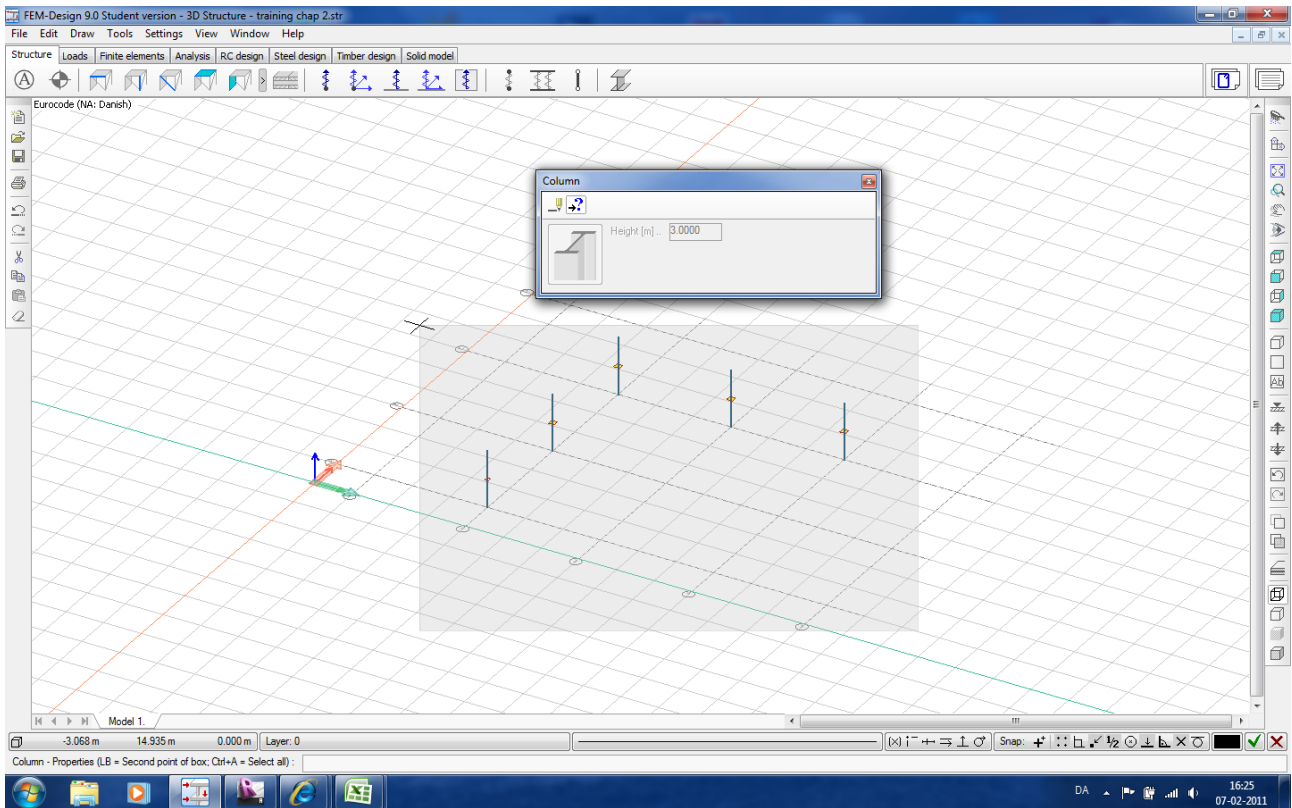 FEM-Design 9.0 Student version - 3D Structure - training chap 2.str
File Edit Draw Tools Settings View Window Help
Structure Loads Finite elements Analysis RC design Steel design Timber design Solid model
A
Eurocode (NA: Danish)
Column
Height [m] .. 3.0000
Ab
Model 1.
-3.068 m 14.935 m 0.000 m Layer: 0 Snap:
Column - Properties (LB = Second point of box; Ctrl+A = Select all) :
DA 16:25
07-02-2011